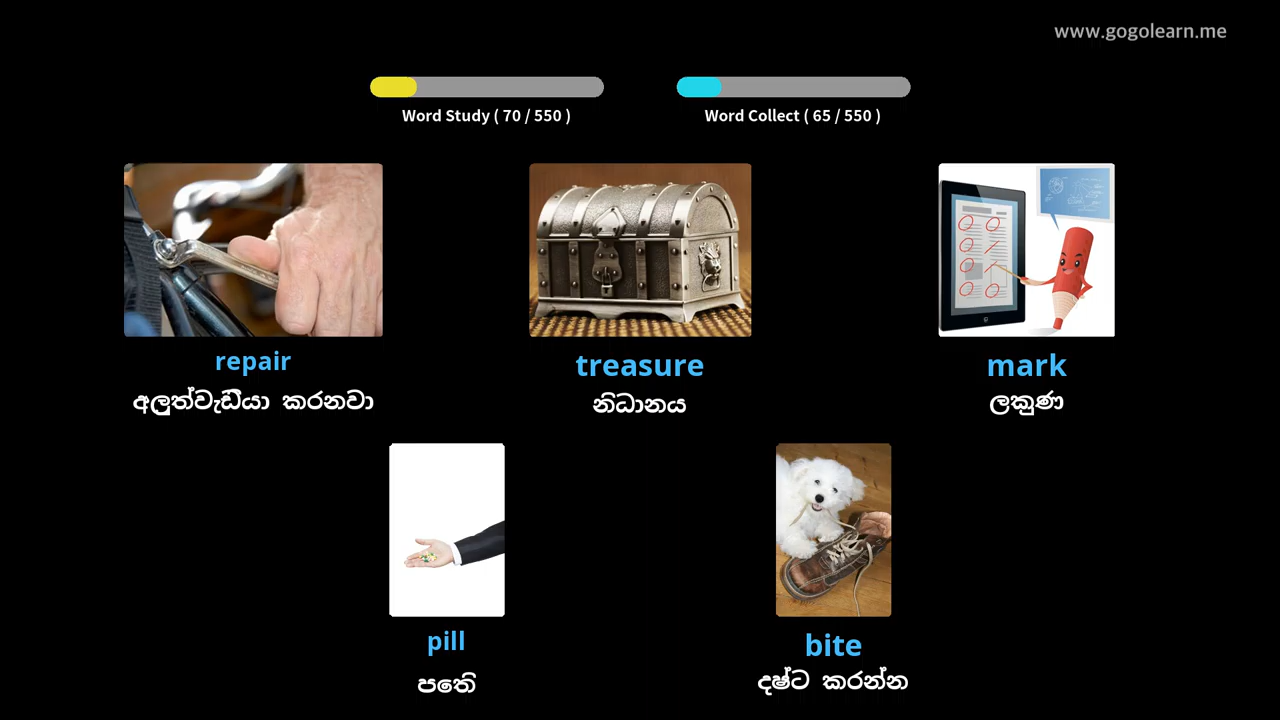 www.gogolearn.me
Word Study ( 70 / 550 )
Word Collect ( 65 / 550 )
repair
අලුත්වැඩියා කරනවා
treasure
නිධානය
mark
ලකුණ
pill
පෙති
bite
දෂ්ට කරන්න